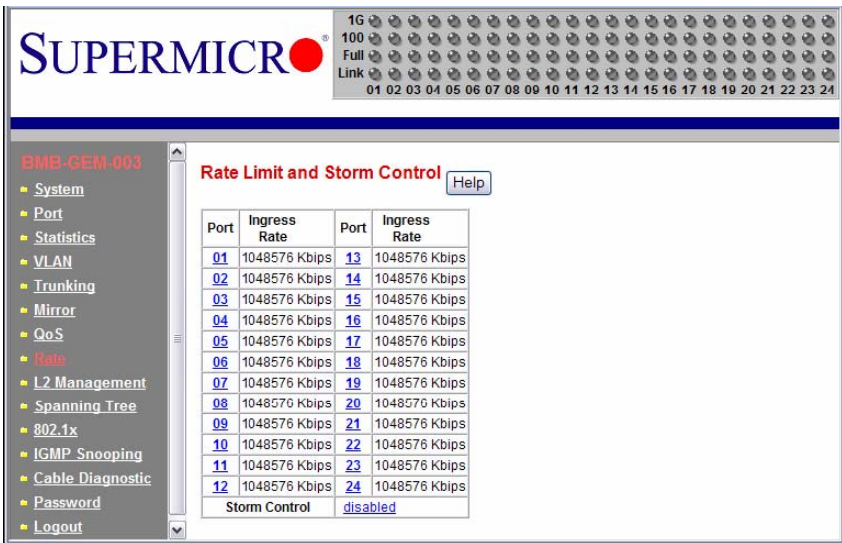 SUPERMICRO®
1G
100
Full
Link
01 02 03 04 05 06 07 08 09 10 11 12 13 14 15 16 17 18 19 20 21 22 23 24
BMB-GEM-003
System
Port
Statistics
VLAN
Trunking
Mirror
QoS
Rate
L2 Management
Spanning Tree
802.1x
IGMP Snooping
Cable Diagnostic
Password
Logout
Rate Limit and Storm Control Help
Port Ingress Rate Port Ingress Rate
01 1048576 Kbips 13 1048576 Kbips
02 1048576 Kbips 14 1048576 Kbips
03 1048576 Kbips 15 1048576 Kbips
04 1048576 Kbips 16 1048576 Kbips
05 1048576 Kbips 17 1048576 Kbips
06 1048576 Kbips 18 1048576 Kbips
07 1048576 Kbips 19 1048576 Kbips
08 1048576 Kbips 20 1048576 Kbips
09 1048576 Kbips 21 1048576 Kbips
10 1048576 Kbips 22 1048576 Kbips
11 1048576 Kbips 23 1048576 Kbips
12 1048576 Kbips 24 1048576 Kbips
Storm Control disabled